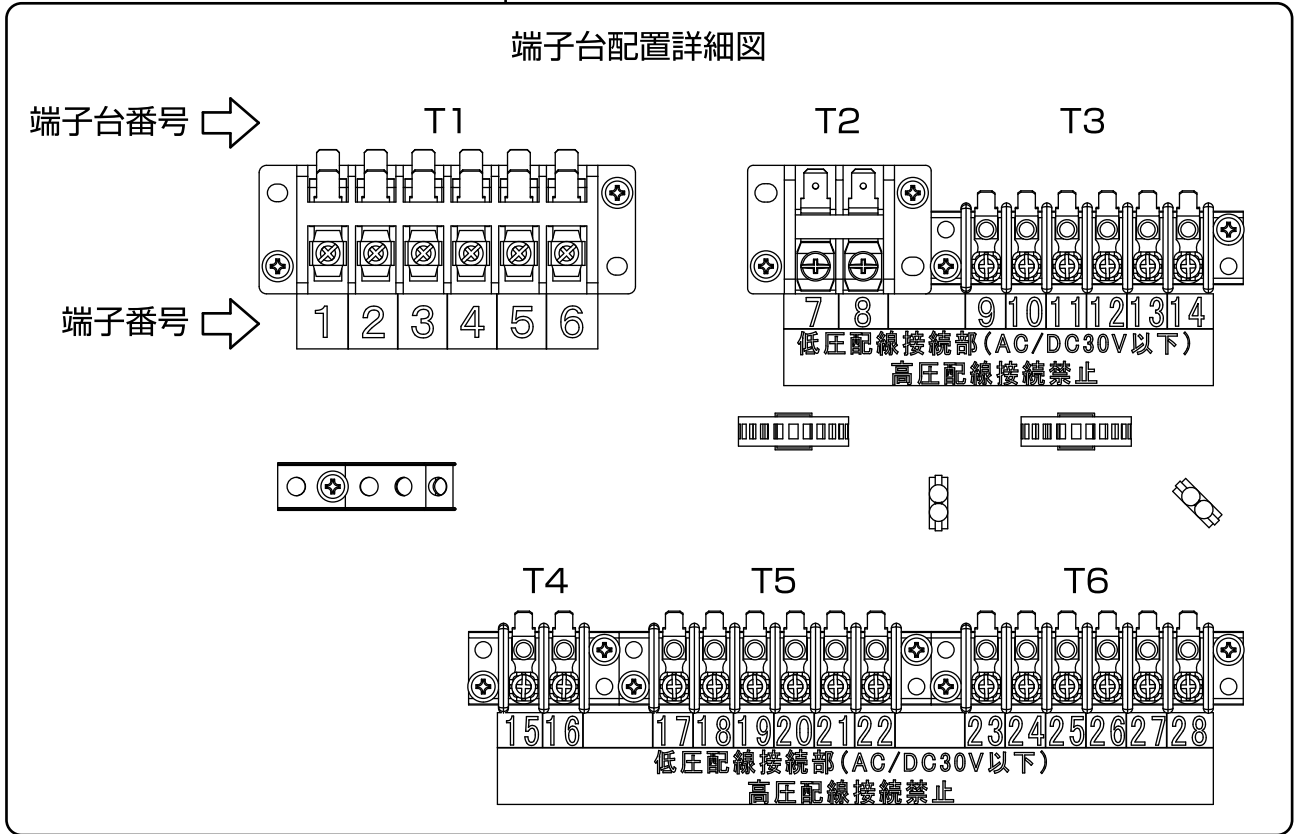 端子台配置詳細図
端子台番号 T1 T2 T3
端子番号 1 2 3 4 5 6 7 8 9 10 11 12 13 14
低圧配線接続部(AC/DC30V以下)
高圧配線接続禁止
T4 T5 T6
15 16 17 18 19 20 21 22 23 24 25 26 27 28
低圧配線接続部(AC/DC30V以下)
高圧配線接続禁止